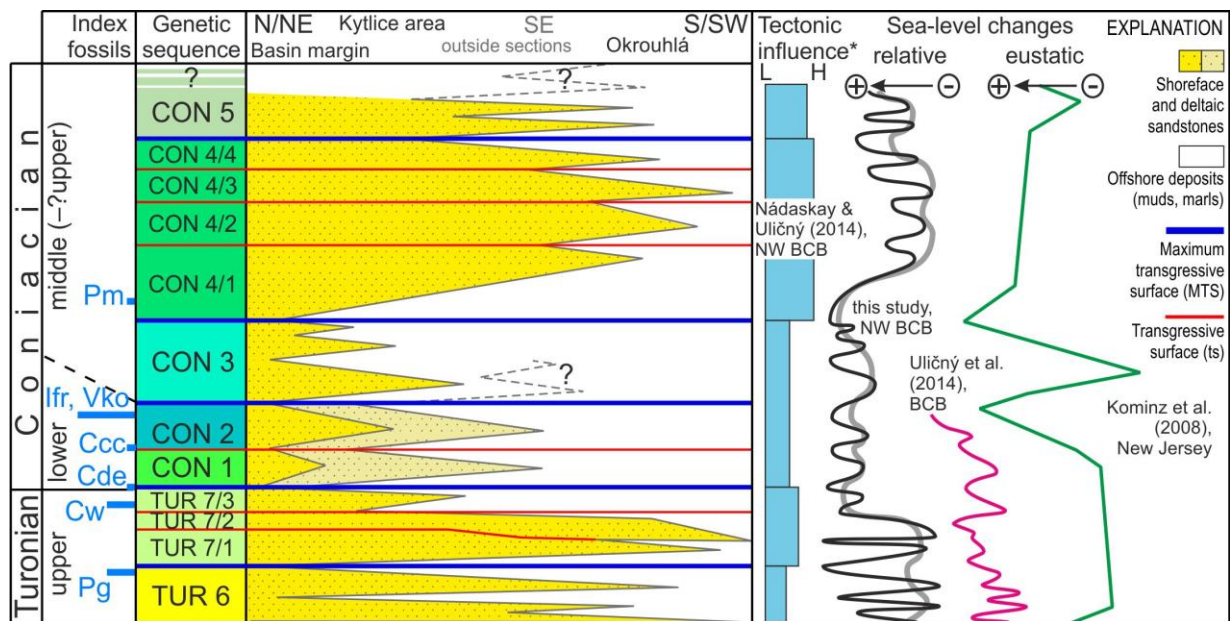 Index
fossils
Genetic
sequence
N/NE
Kytlice area
SE
S/SW
Basin margin
outside sections
Okrouhlá
Tectonic
influence*
L
H
Sea-level changes
relative
eustatic
+
-
+
-
EXPLANATION
Shoreface
and deltaic
sandstones
Offshore deposits
(muds, marls)
Maximum
transgressive
surface (MTS)
Transgressive
surface (ts)
Coniacian
middle (–?upper)
lower
Turonian
upper
Pm
Ifr, Vko
Ccc
Cde
Cw
Pg
?
CON 5
CON 4/4
CON 4/3
CON 4/2
CON 4/1
CON 3
CON 2
CON 1
TUR 7/3
TUR 7/2
TUR 7/1
TUR 6
?
?
Nádaskay &
Uličný (2014),
NW BCB
this study,
NW BCB
Uličný et al.
(2014),
BCB
Kominz et al.
(2008),
New Jersey